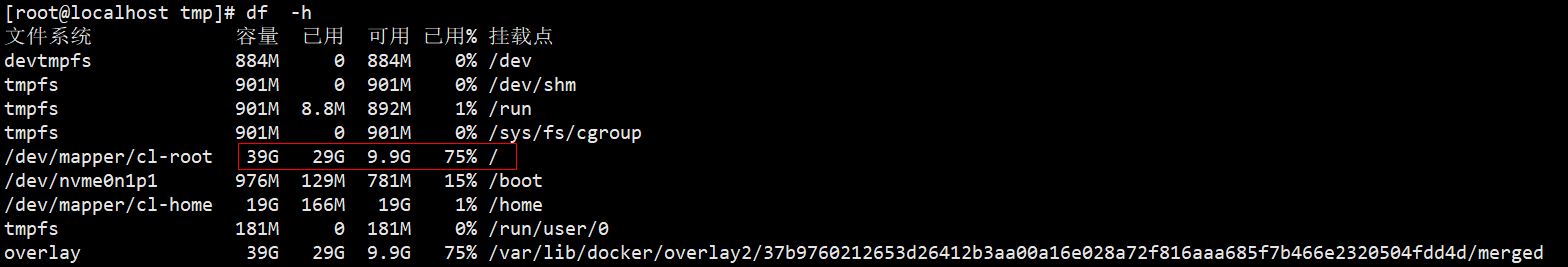 [root@localhost tmp]# df  -h
文件系统             容量  已用  可用 已用% 挂载点
devtmpfs             884M     0  884M    0% /dev
tmpfs                901M     0  901M    0% /dev/shm
tmpfs                901M  8.8M  892M    1% /run
tmpfs                901M     0  901M    0% /sys/fs/cgroup
/dev/mapper/cl-root   39G   29G  9.9G   75% /
/dev/nvme0n1p1       976M  129M  781M   15% /boot
/dev/mapper/cl-home   19G  166M   19G    1% /home
tmpfs                181M     0  181M    0% /run/user/0
overlay               39G   29G  9.9G   75% /var/lib/docker/overlay2/37b9760212653d26412b3aa00a16e028a72f816aaa685f7b466e2320504fdd4d/merged